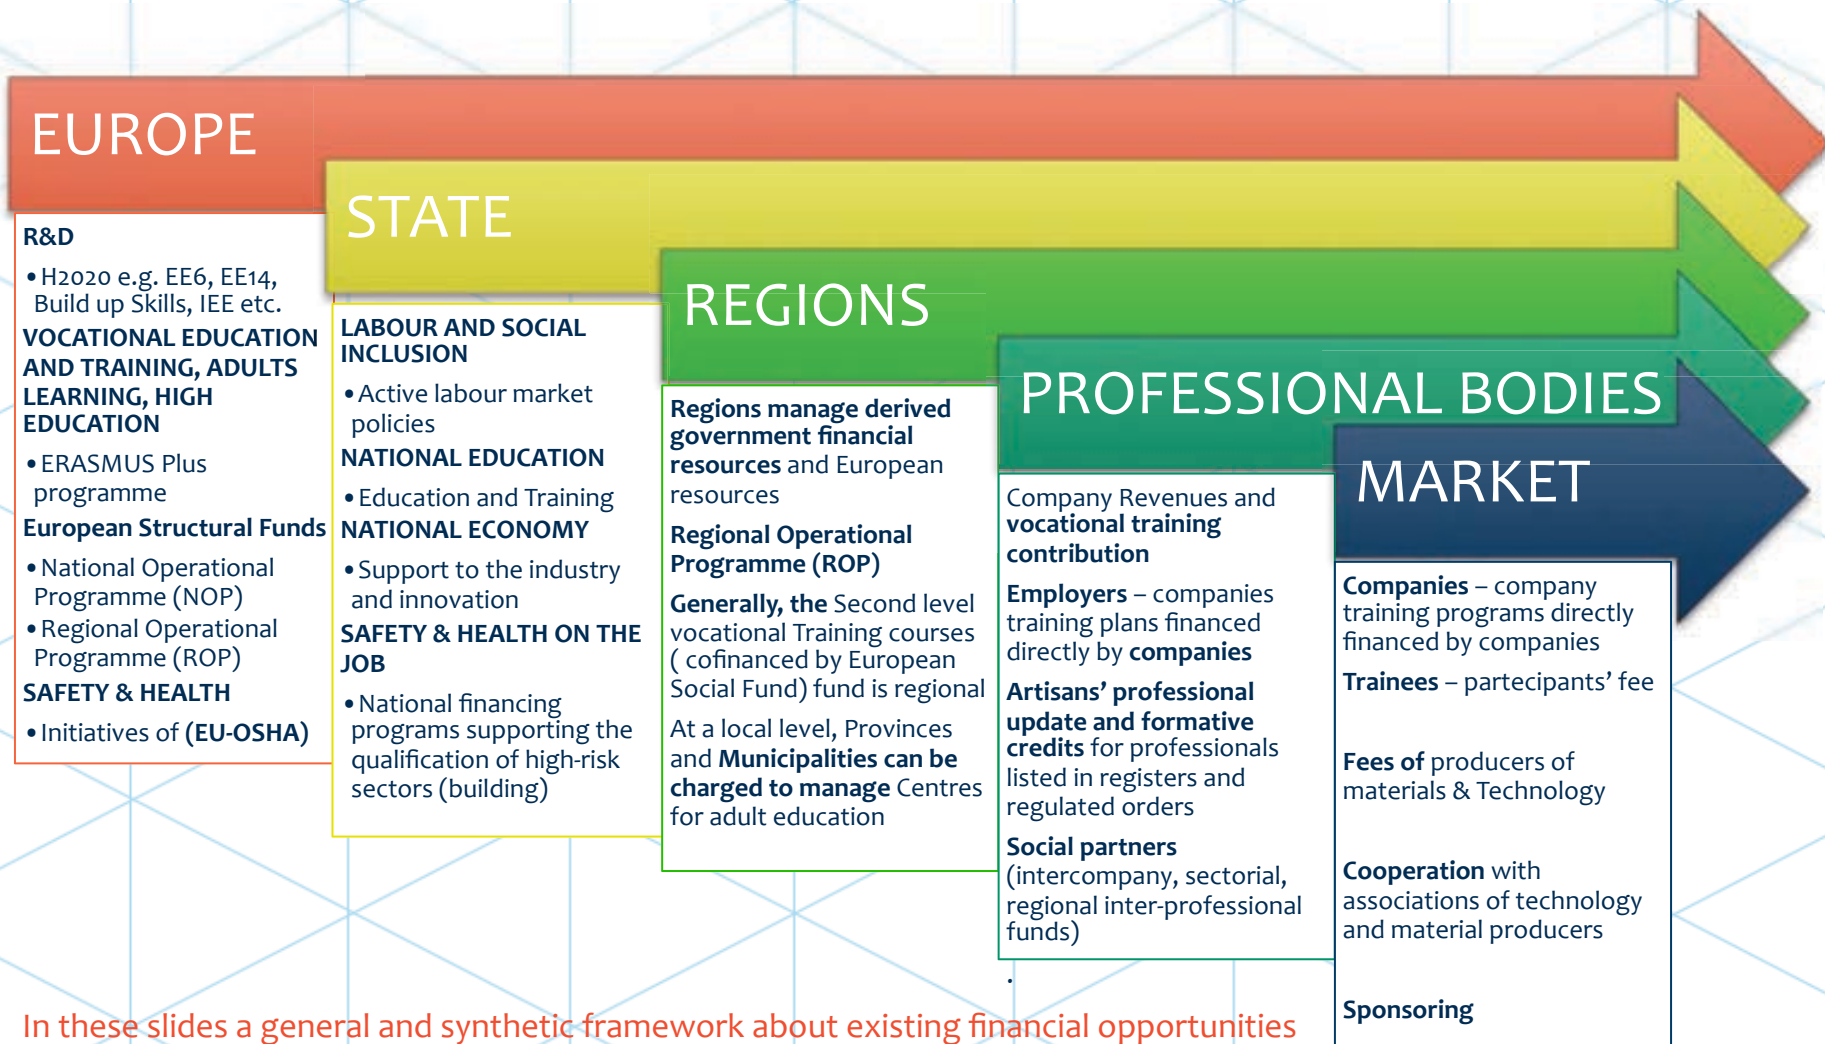 EUROPE
R&D
•H2020 e.g. EE6, EE14,
Build up Skills, IEE etc.
VOCATIONAL EDUCATION
AND TRAINING, ADULTS
LEARNING, HIGH
EDUCATION
•ERASMUS Plus
programme
European Structural Funds
•National Operational
Programme (NOP)
•Regional Operational
Programme (ROP)
SAFETY & HEALTH
•Initiatives of (EU-OSHA)
STATE
LABOUR AND SOCIAL
INCLUSION
•Active labour market
policies
NATIONAL EDUCATION
•Education and Training
NATIONAL ECONOMY
•Support to the industry
and innovation
SAFETY & HEALTH ON THE
JOB
•National financing
programs supporting the
qualification of high-risk
sectors (building)
REGIONS
Regions manage derived
government financial
resources and European
resources
Regional Operational
Programme (ROP)
Generally, the Second level
vocational Training courses
( cofinanced by European
Social Fund) fund is regional
At a local level, Provinces
and Municipalities can be
charged to manage Centres
for adult education
PROFESSIONAL BODIES
Company Revenues and
vocational training
contribution
Employers – companies
training plans financed
directly by companies
Artisans’ professional
update and formative
credits for professionals
listed in registers and
regulated orders
Social partners
(intercompany, sectorial,
regional inter-professional
funds)
.
MARKET
Companies – company
training programs directly
financed by companies
Trainees – partecipants’ fee
Fees of producers of
materials & Technology
Cooperation with
associations of technology
and material producers
Sponsoring
In these slides a general and synthetic framework about existing financial opportunities